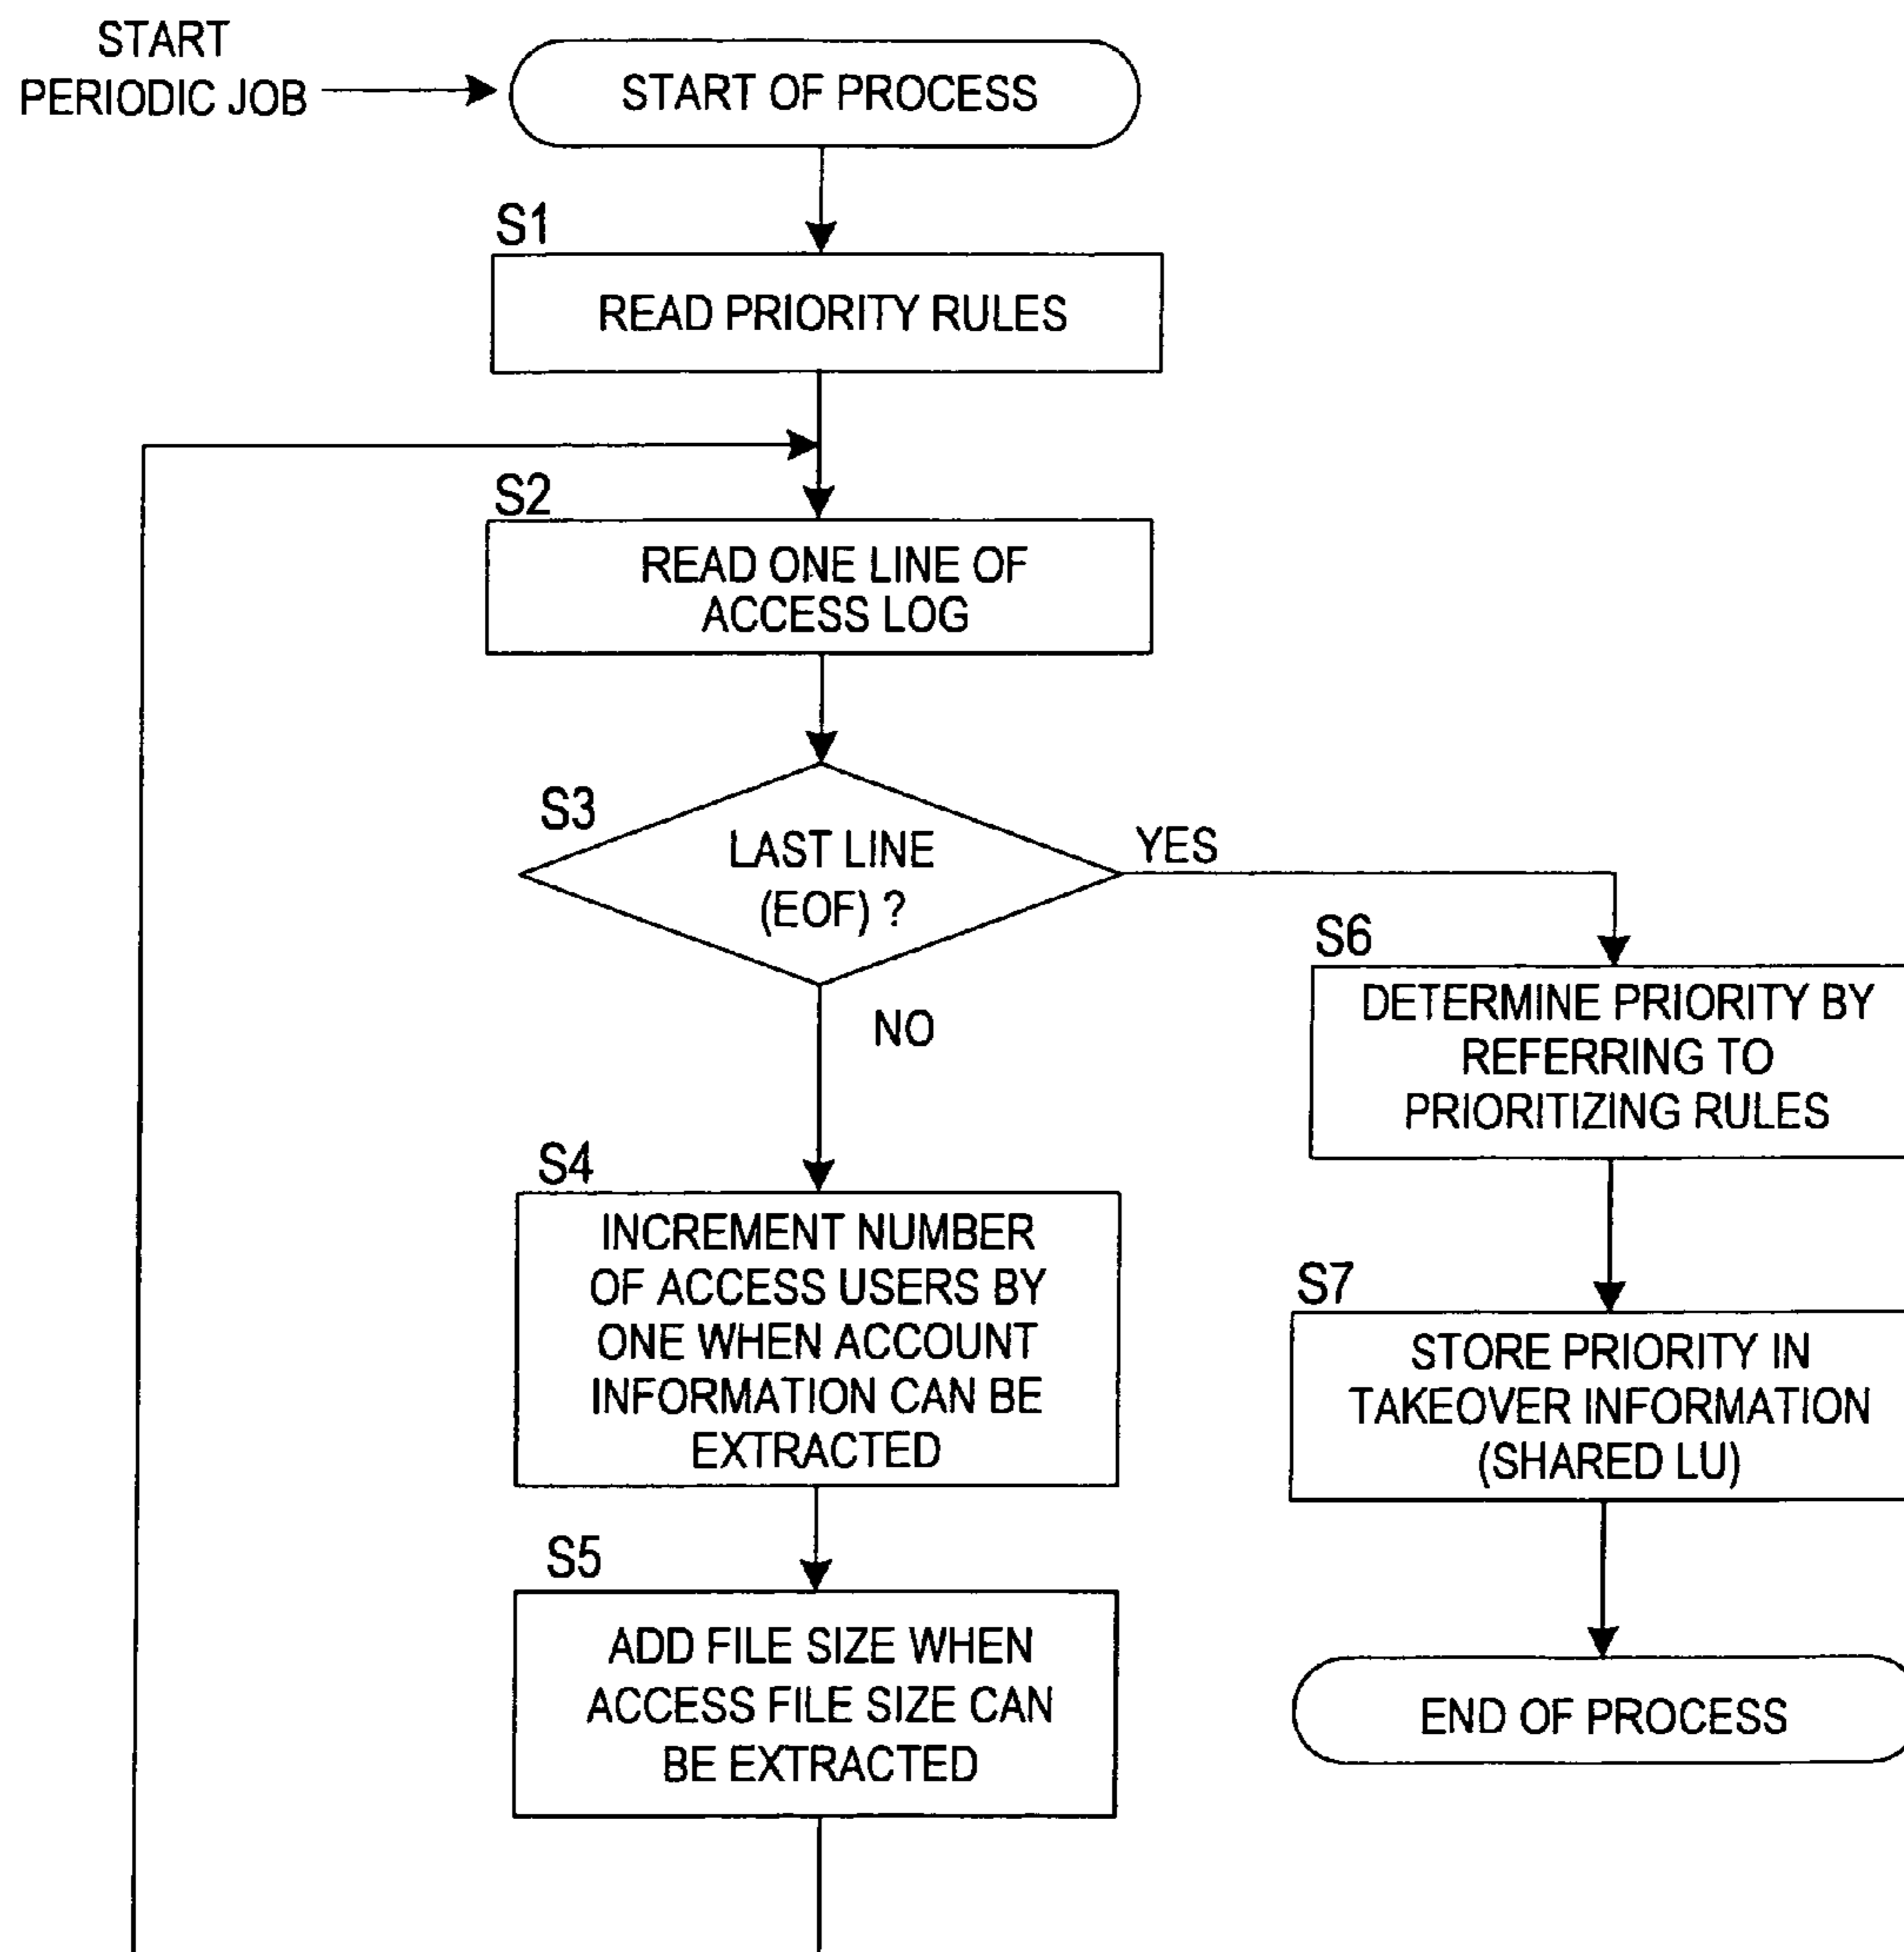 START
PERIODIC JOB
START OF PROCESS
S1
READ PRIORITY RULES
S2
READ ONE LINE OF
ACCESS LOG
S3
LAST LINE
(EOF) ?
YES
NO
S4
INCREMENT NUMBER
OF ACCESS USERS BY
ONE WHEN ACCOUNT
INFORMATION CAN BE
EXTRACTED
S5
ADD FILE SIZE WHEN
ACCESS FILE SIZE CAN
BE EXTRACTED
S6
DETERMINE PRIORITY BY
REFERRING TO
PRIORITIZING RULES
S7
STORE PRIORITY IN
TAKEOVER INFORMATION
(SHARED LU)
END OF PROCESS